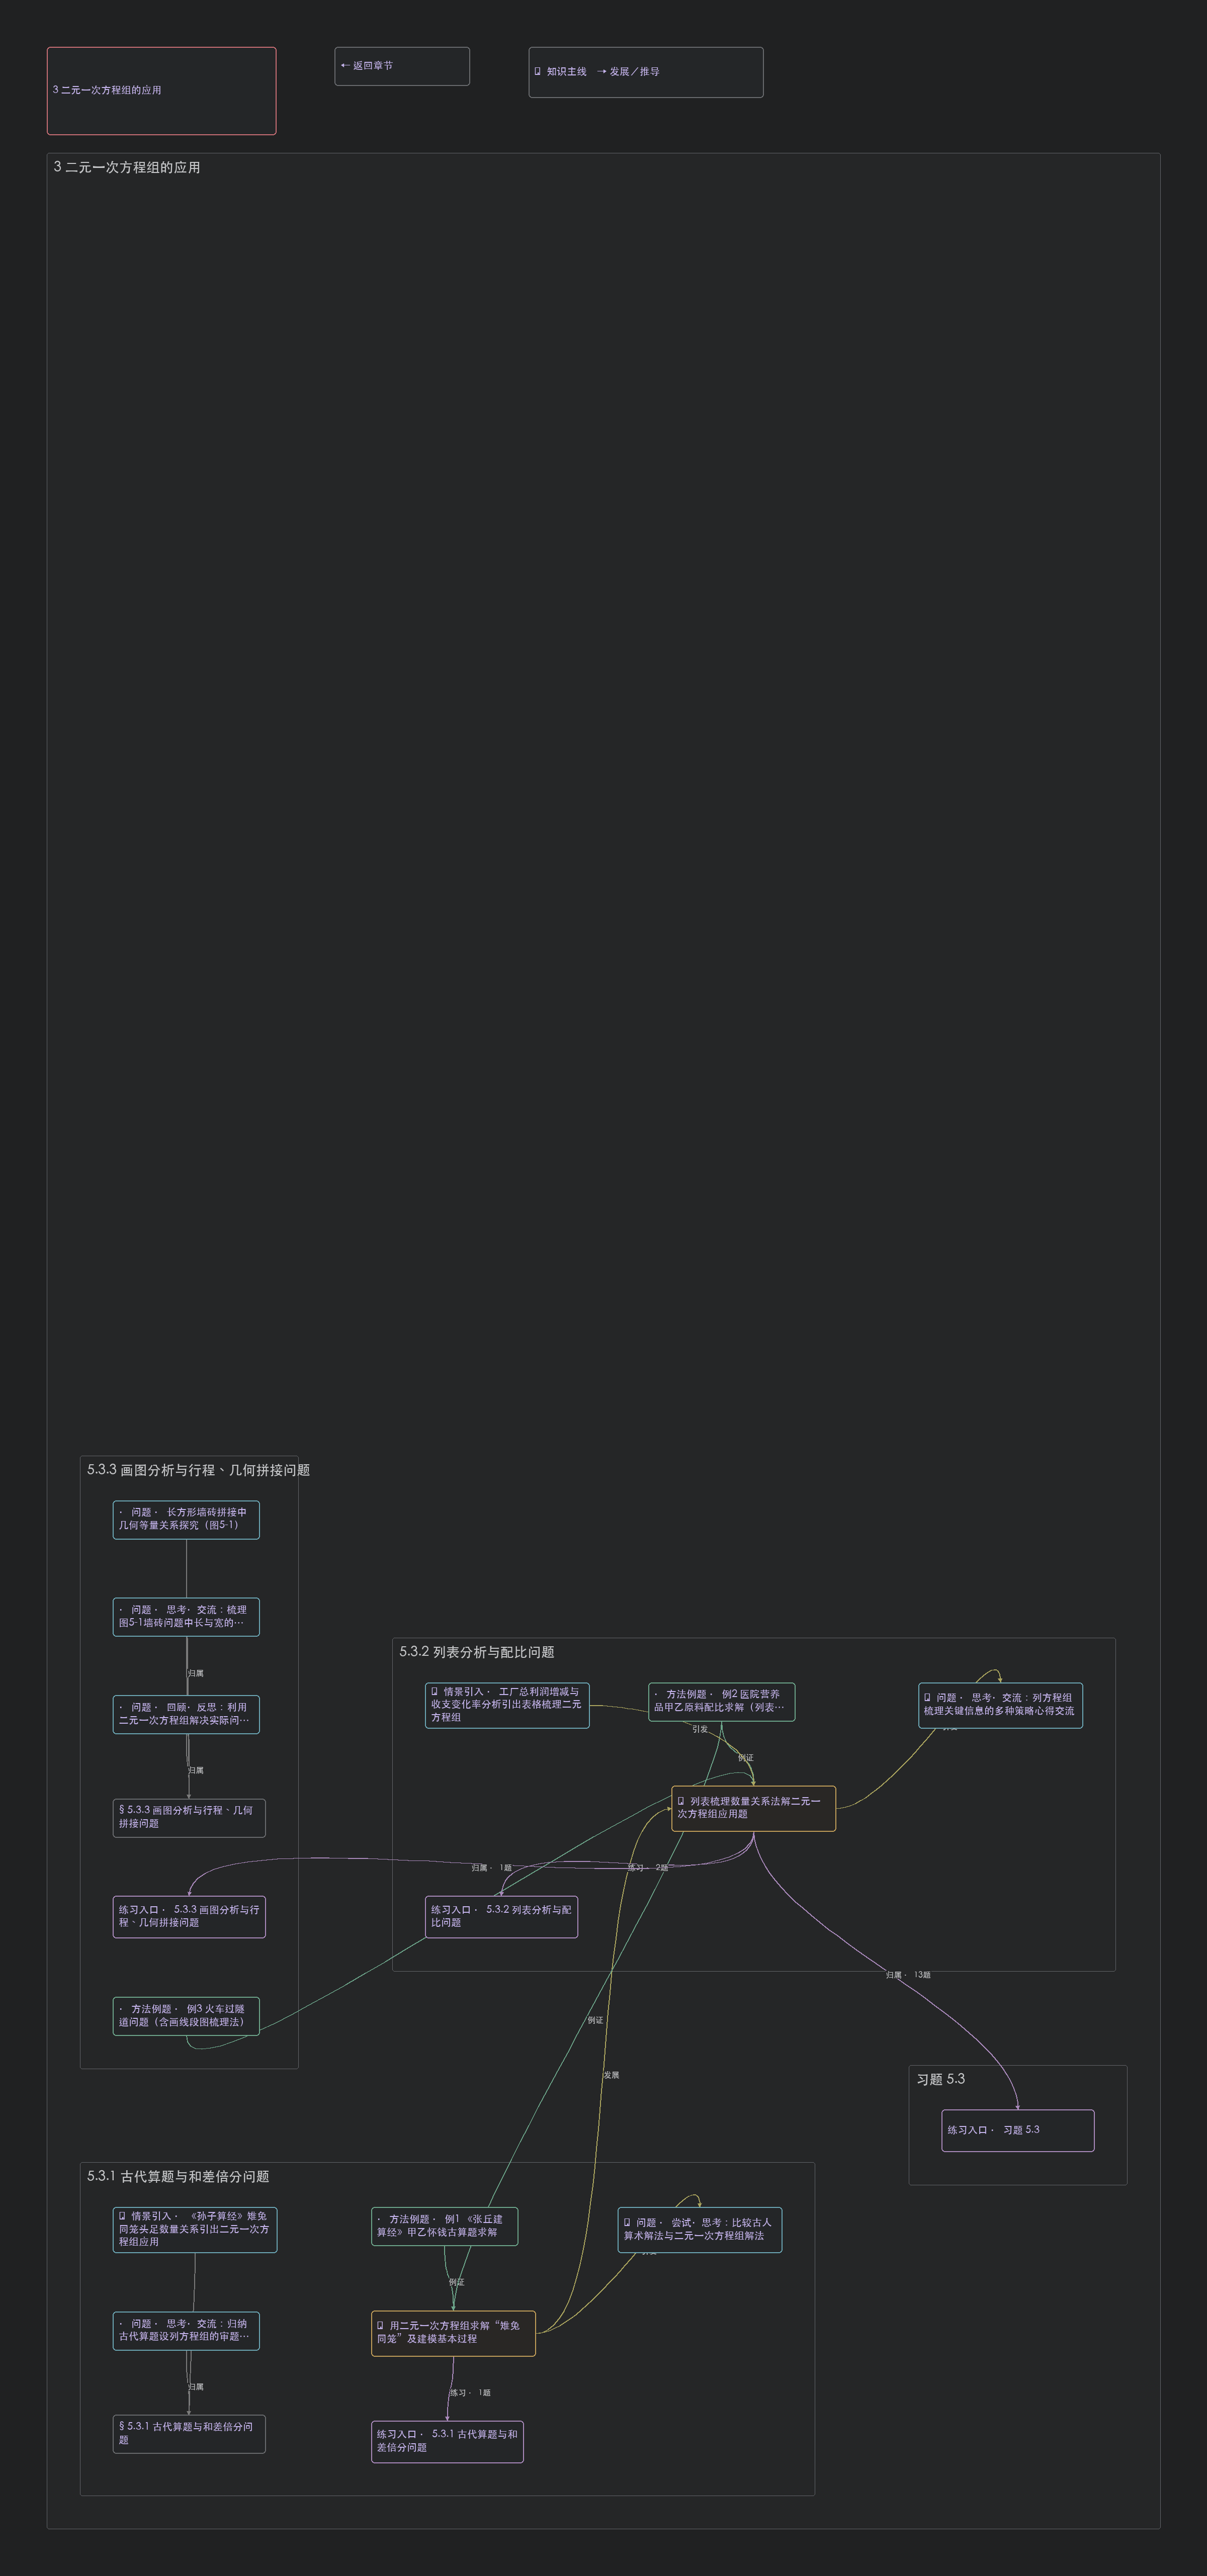 3 二元一次方程组的应用
← 返回章节
知识主线 → 发展／推导
3 二元一次方程组的应用
5.3.3 画图分析与行程、几何拼接问题
· 问题 · 长方形墙砖拼接中
几何等量关系探究（图5-1）
· 问题 · 思考·交流：梳理
图5-1墙砖问题中长与宽的…
归属
· 问题 · 回顾·反思：利用
二元一次方程组解决实际问…
归属
§ 5.3.3 画图分析与行程、几何
拼接问题
练习入口 · 5.3.3 画图分析与行
程、几何拼接问题
· 方法例题 · 例3 火车过隧
道问题（含画线段图梳理法）
5.3.2 列表分析与配比问题
情景引入 · 工厂总利润增减与
收支变化率分析引出表格梳理二元
方程组
· 方法例题 · 例2 医院营养
品甲乙原料配比求解（列表…
问题 · 思考·交流：列方程组
梳理关键信息的多种策略心得交流
引发
例证
列表梳理数量关系法解二元一
次方程组应用题
归属 · 1题
练习 · 2题
练习入口 · 5.3.2 列表分析与配
比问题
归属 · 13题
例证
发展
习题 5.3
练习入口 · 习题 5.3
5.3.1 古代算题与和差倍分问题
情景引入 · 《孙子算经》雉兔
同笼头足数量关系引出二元一次方
程组应用
· 方法例题 · 例1 《张丘建
算经》甲乙怀钱古算题求解
问题 · 尝试·思考：比较古人
算术解法与二元一次方程组解法
例证
· 问题 · 思考·交流：归纳
古代算题设列方程组的审题…
用二元一次方程组求解“雉兔
同笼”及建模基本过程
归属
练习 · 1题
§ 5.3.1 古代算题与和差倍分问
题
练习入口 · 5.3.1 古代算题与和
差倍分问题